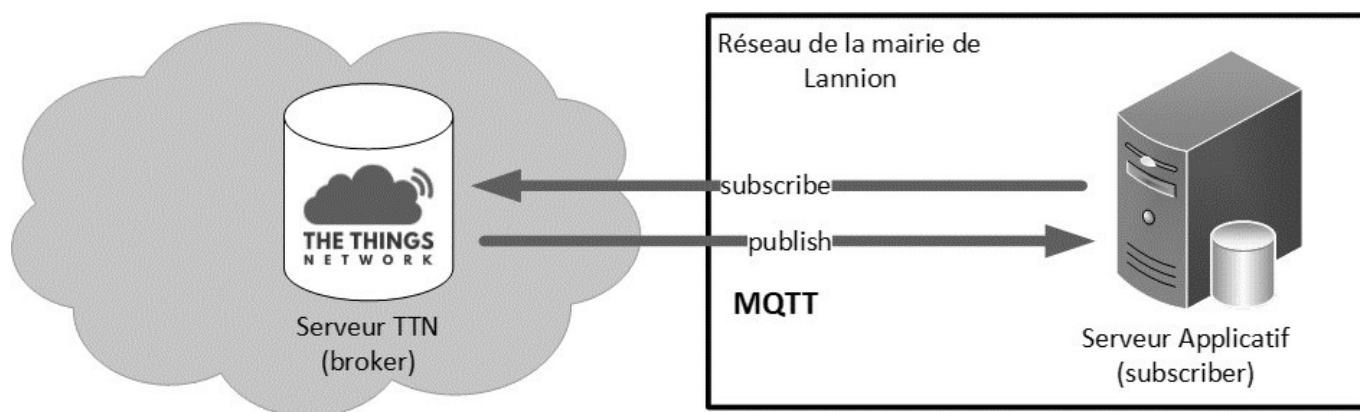 Réseau de la mairie de
Lannion
subscribe
THE THINGS
NETWORK
publish
MQTT
Serveur TTN
(broker)
Serveur Applicatif
(subscriber)